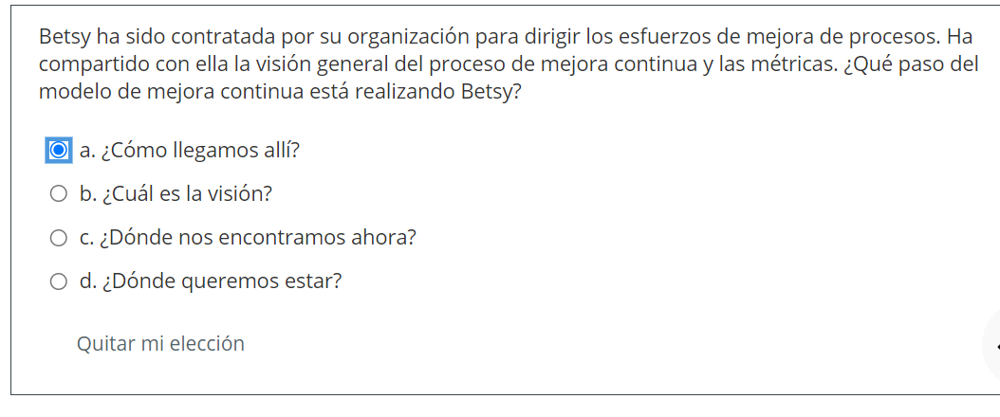 Betsy ha sido contratada por su organización para dirigir los esfuerzos de mejora de procesos. Ha
compartido con ella la visión general del proceso de mejora continua y las métricas. ¿Qué paso del
modelo de mejora continua está realizando Betsy?
a. ¿Cómo llegamos allí?
b. ¿Cuál es la visión?
c. ¿Dónde nos encontramos ahora?
d. ¿Dónde queremos estar?
Quitar mi elección